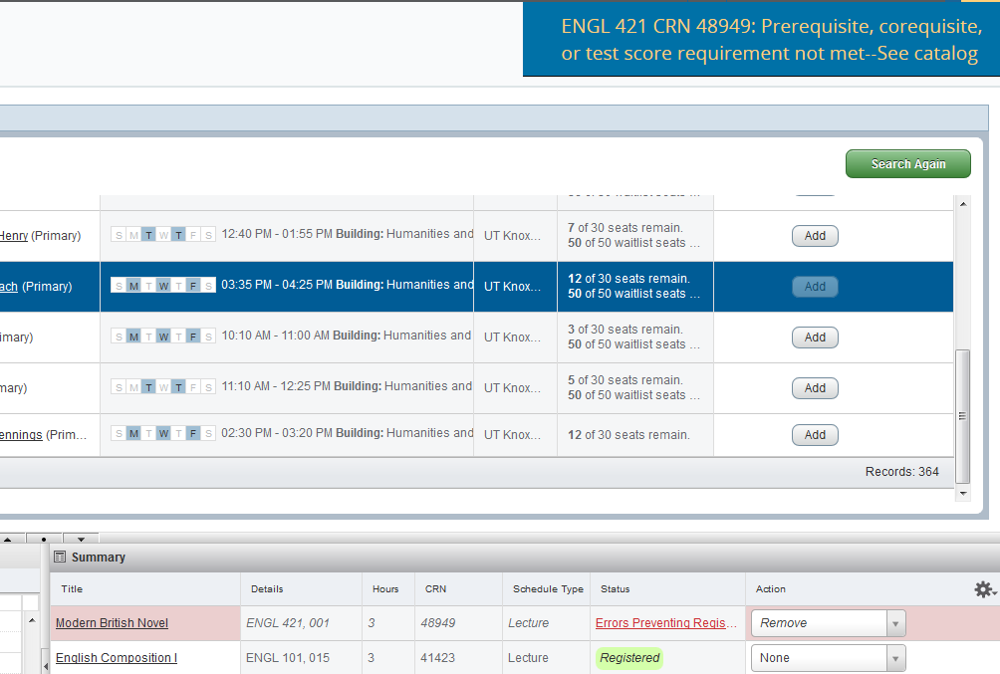 ENGL 421 CRN 48949: Prerequisite, corequisite,
or test score requirement not met--See catalog
Search Again
Henry (Primary) S M T W T F S 12:40 PM - 01:55 PM Building: Humanities and UT Knox... 7 of 30 seats remain. Add
50 of 50 waitlist seats ...
ach (Primary) S M T W T F S 03:35 PM - 04:25 PM Building: Humanities and UT Knox... 12 of 30 seats remain. Add
50 of 50 waitlist seats ...
imary) S M T W T F S 10:10 AM - 11:00 AM Building: Humanities and UT Knox... 3 of 30 seats remain. Add
50 of 50 waitlist seats ...
mary) S M T W T F S 11:10 AM - 12:25 PM Building: Humanities and UT Knox... 5 of 30 seats remain. Add
50 of 50 waitlist seats ...
ennings (Prim... S M T W T F S 02:30 PM - 03:20 PM Building: Humanities and UT Knox... 12 of 30 seats remain. Add
Records: 364
Summary
Title Details Hours CRN Schedule Type Status Action
Modern British Novel ENGL 421, 001 3 48949 Lecture Errors Preventing Regis... Remove
English Composition I ENGL 101, 015 3 41423 Lecture Registered None